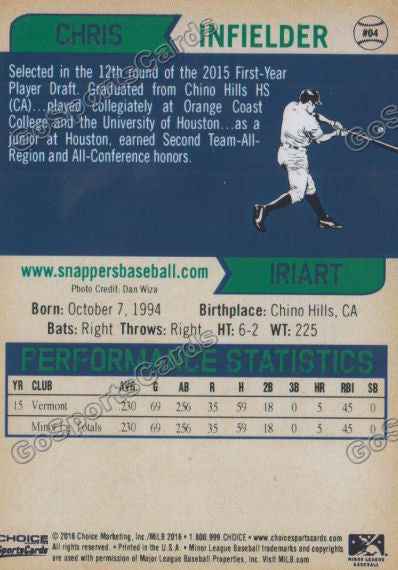 CHRIS
INFIELDER
#04
Selected in the 12th round of the 2015 First-Year
Player Draft. Graduated from Chino Hills HS
(CA)...played collegiately at Orange Coast
College and the University of Houston...as a
junior at Houston, earned Second Team-All-
Region and All-Conference honors.
www.snappersbaseball.com
IRIART
Photo Credit: Dan Wiza
Born: October 7, 1994 Birthplace: Chino Hills, CA
Bats: Right Throws: Right HT: 6-2 WT: 225
PERFORMANCE STATISTICS
YR CLUB AVG. G AB R H 2B 3B HR RBI SB
15 Vermont .230 69 256 35 59 18 0 5 45 0
Minor Lg Totals .230 69 256 35 59 18 0 5 45 0
CHOICE
SportsCards
© 2016 Choice Marketing, Inc./MiLB 2016 • 1.800.999.CHOICE • www.choicesportscards.com
All rights reserved. • Printed in the U.S.A. • Minor League Baseball trademarks and copyrights
are used with permission of Major League Baseball Properties, Inc. Visit MiLB.com
MINOR LEAGUE
BASEBALL
GoSportsCards
GoSportsCards
GoSportsCards
GoSportsCards